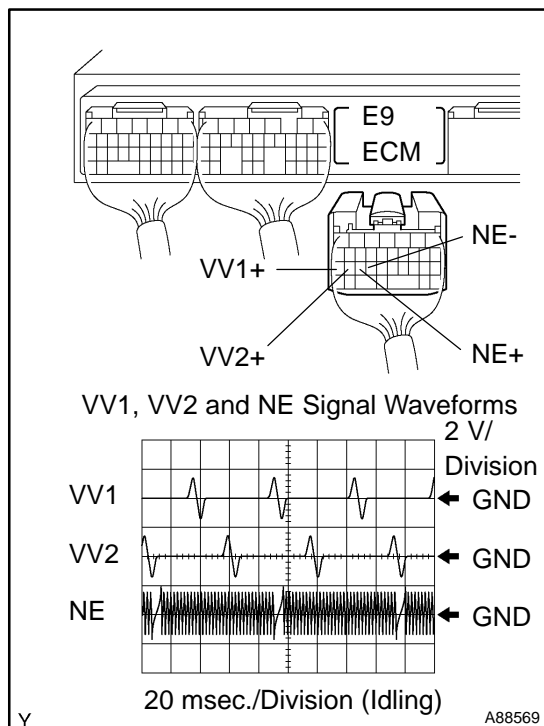 E9
ECM
NE-
VV1+
VV2+
NE+
VV1, VV2 and NE Signal Waveforms
2 V/
Division
VV1
GND
VV2
GND
NE
GND
20 msec./Division (Idling)
Y
A88569